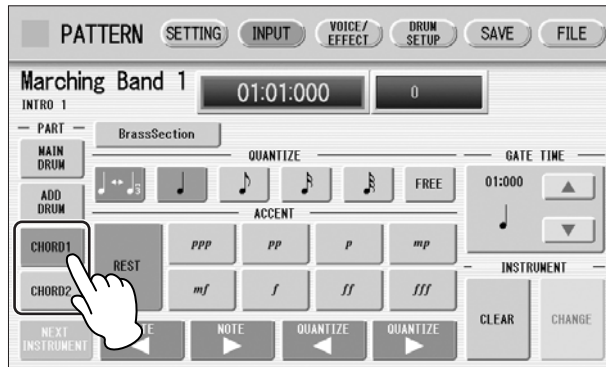 PATTERN SETTING INPUT VOICE/ EFFECT DRUM SETUP SAVE FILE
Marching Band 1 01:01:000 0
INTRO 1
PART BrassSection
MAIN DRUM QUANTIZE GATE TIME
FREE 01:000
ADD DRUM ACCENT
CHORD1 REST ppp pp p mp
INSTRUMENT
CHORD2 mf f ff fff
CLEAR CHANGE
NEXT INSTRUMENT NOTE QUANTIZE QUANTIZE